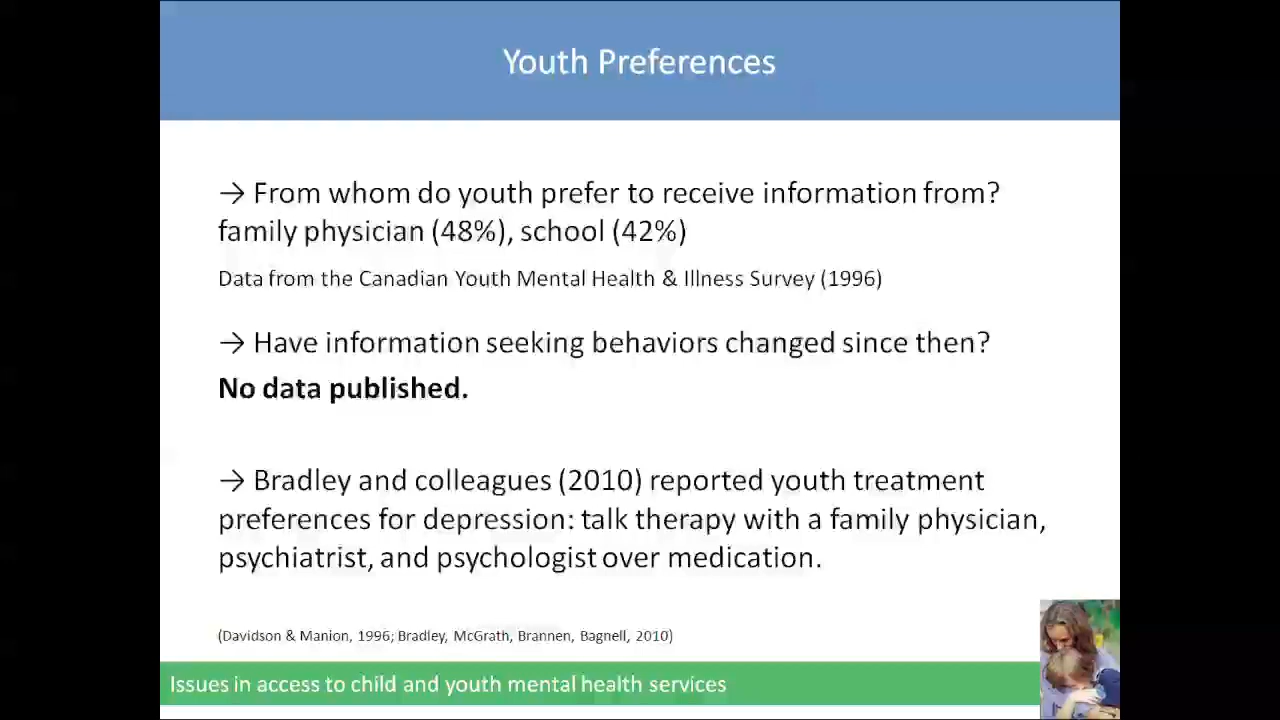 Youth Preferences
→ From whom do youth prefer to receive information from?
family physician (48%), school (42%)
Data from the Canadian Youth Mental Health & Illness Survey (1996)
→ Have information seeking behaviors changed since then?
No data published.
→ Bradley and colleagues (2010) reported youth treatment
preferences for depression: talk therapy with a family physician,
psychiatrist, and psychologist over medication.
(Davidson & Manion, 1996; Bradley, McGrath, Brannen, Bagnell, 2010)
Issues in access to child and youth mental health services